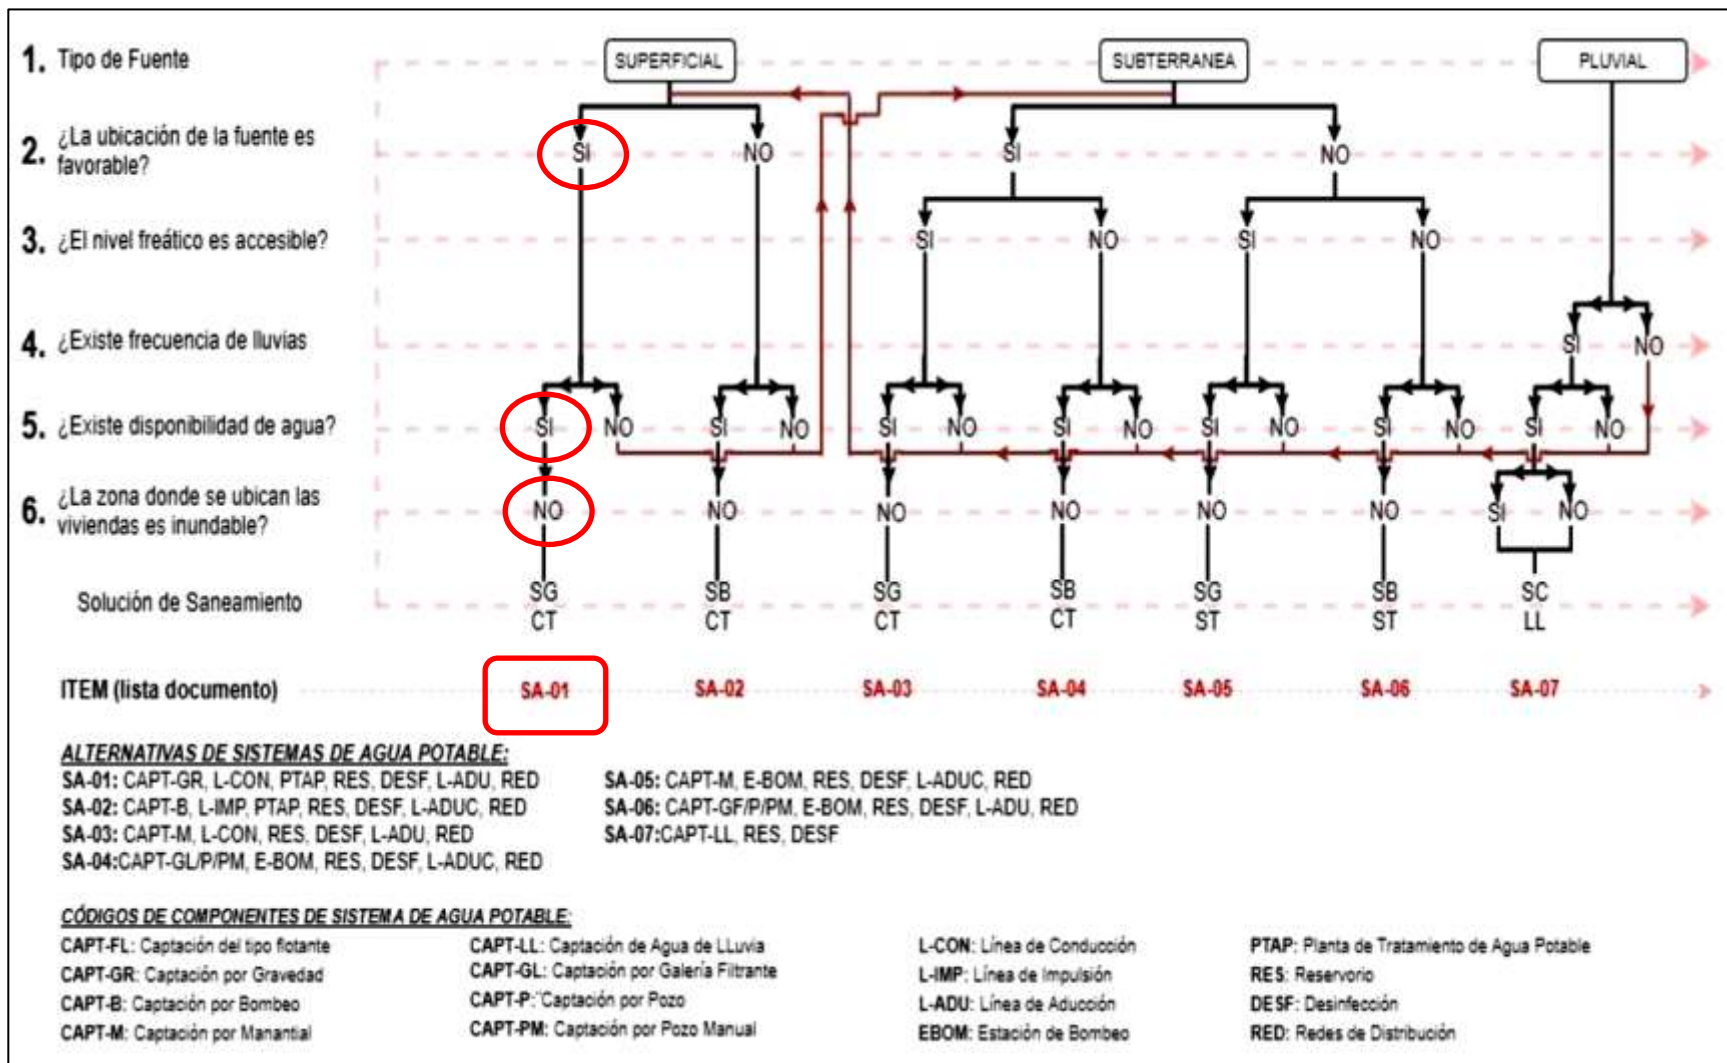 1. Tipo de Fuente SUPERFICIAL SUBTERRANEA PLUVIAL
2. ¿La ubicación de la fuente es favorable? SI NO SI NO
3. ¿El nivel freático es accesible? SI NO SI NO
4. ¿Existe frecuencia de lluvias SI NO
5. ¿Existe disponibilidad de agua? SI NO SI NO SI NO SI NO SI NO SI NO SI NO
6. ¿La zona donde se ubican las viviendas es inundable? NO NO NO NO NO NO SI NO
Solución de Saneamiento SG SB SG SB SG SB SC
CT CT CT CT ST ST LL
ITEM (lista documento) SA-01 SA-02 SA-03 SA-04 SA-05 SA-06 SA-07
ALTERNATIVAS DE SISTEMAS DE AGUA POTABLE:
SA-01: CAPT-GR, L-CON, PTAP, RES, DESF, L-ADU, RED
SA-02: CAPT-B, L-IMP, PTAP, RES, DESF, L-ADUC, RED
SA-03: CAPT-M, L-CON, RES, DESF, L-ADU, RED
SA-04:CAPT-GL/P/PM, E-BOM, RES, DESF, L-ADUC, RED
SA-05: CAPT-M, E-BOM, RES, DESF, L-ADUC, RED
SA-06: CAPT-GF/P/PM, E-BOM, RES, DESF, L-ADU, RED
SA-07:CAPT-LL, RES, DESF
CÓDIGOS DE COMPONENTES DE SISTEMA DE AGUA POTABLE:
CAPT-FL: Captación del tipo flotante
CAPT-GR: Captación por Gravedad
CAPT-B: Captación por Bombeo
CAPT-M: Captación por Manantial
CAPT-LL: Captación de Agua de LLuvia
CAPT-GL: Captación por Galería Filtrante
CAPT-P:¨Captación por Pozo
CAPT-PM: Captación por Pozo Manual
L-CON: Línea de Conducción
L-IMP: Línea de Impulsión
L-ADU: Línea de Aducción
EBOM: Estación de Bombeo
PTAP: Planta de Tratamiento de Agua Potable
RES: Reservorio
DESF: Desinfección
RED: Redes de Distribución